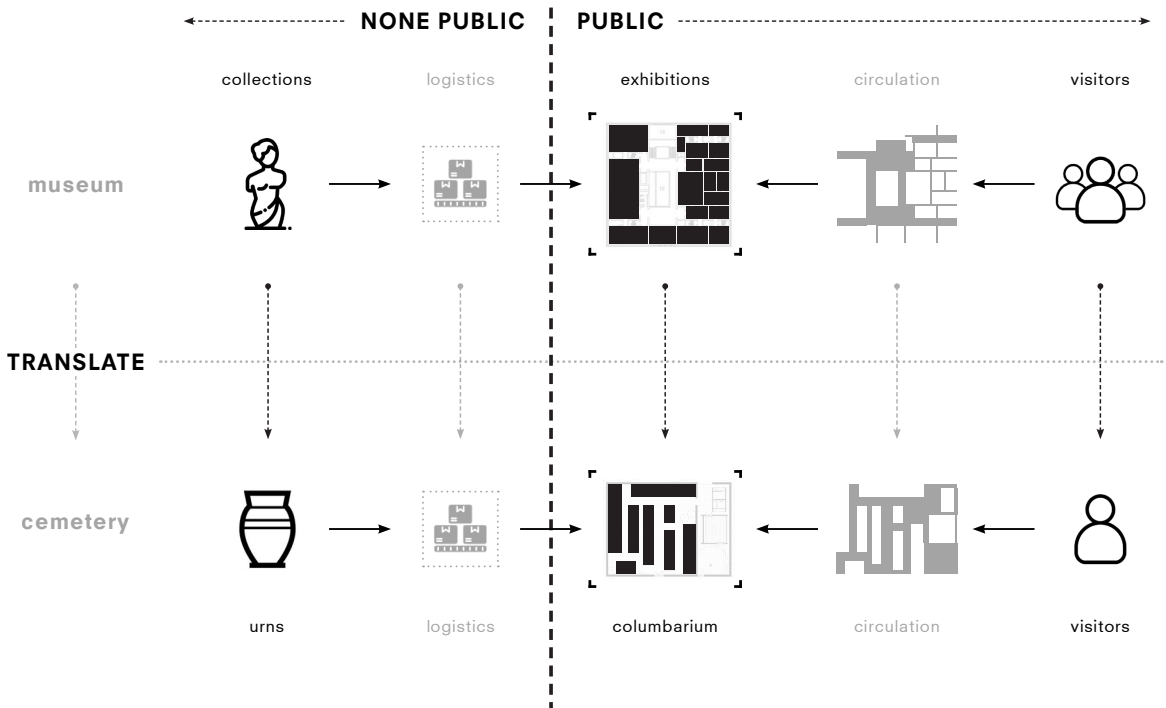 NONE PUBLIC
PUBLIC
collections
logistics
exhibitions
circulation
visitors
museum
TRANSLATE
cemetery
urns
logistics
columbarium
circulation
visitors